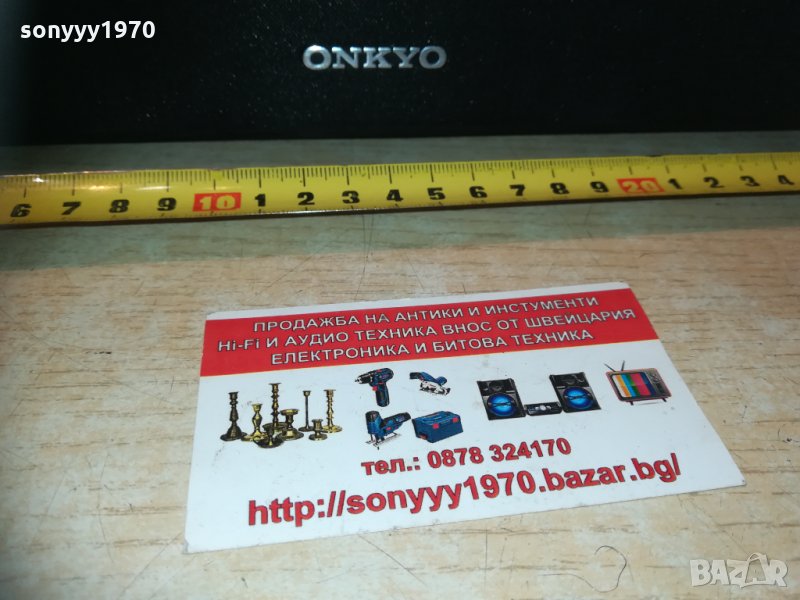 sonyyy1970
ONKYO
6 7 8 9 10 1 2 3 4 5 6 7 8 9 20 1 2 3 4
ПРОДАЖБА НА АНТИКИ И ИНСТУМЕНТИ
Hi-Fi И АУДИО ТЕХНИКА ВНОС ОТ ШВЕЙЦАРИЯ
ЕЛЕКТРОНИКА И БИТОВА ТЕХНИКА
тел.: 0878 324170
http://sonyyy1970.bazar.bg/
BAZAR